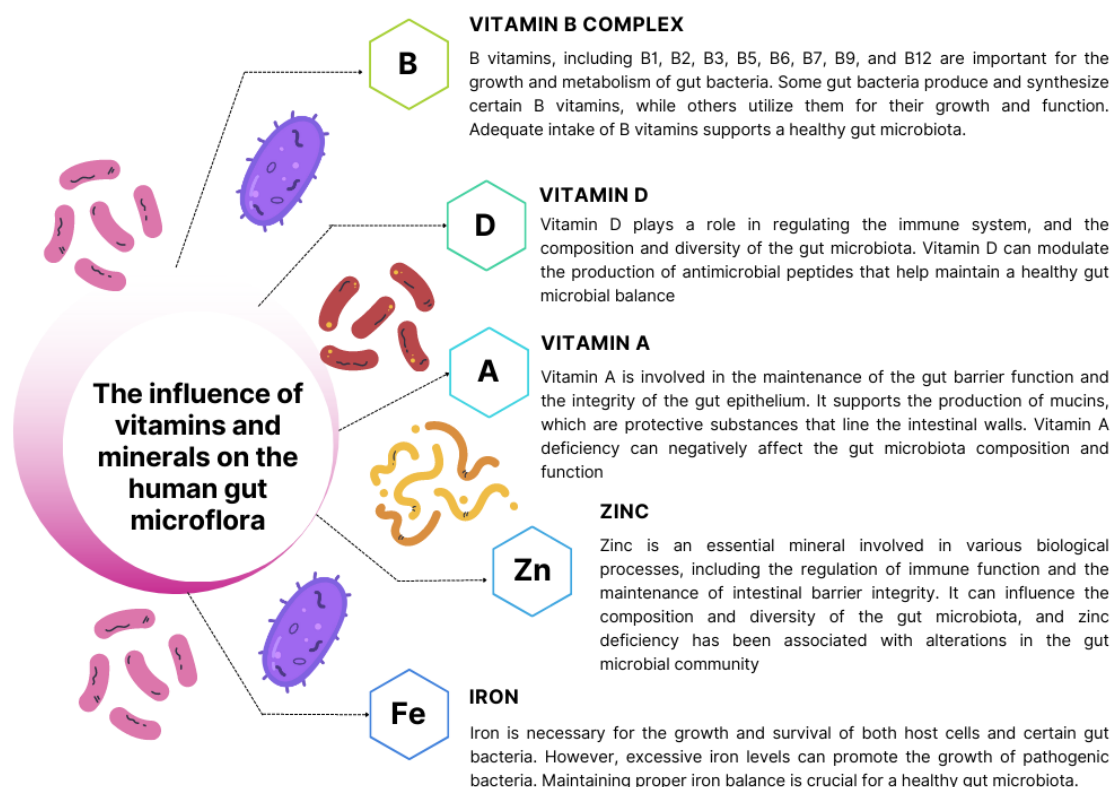 B
VITAMIN B COMPLEX
B vitamins, including B1, B2, B3, B5, B6, B7, B9, and B12 are important for the
growth and metabolism of gut bacteria. Some gut bacteria produce and synthesize
certain B vitamins, while others utilize them for their growth and function.
Adequate intake of B vitamins supports a healthy gut microbiota.
D
VITAMIN D
Vitamin D plays a role in regulating the immune system, and the
composition and diversity of the gut microbiota. Vitamin D can modulate
the production of antimicrobial peptides that help maintain a healthy gut
microbial balance
The influence of
vitamins and
minerals on the
human gut
microflora
A
VITAMIN A
Vitamin A is involved in the maintenance of the gut barrier function and
the integrity of the gut epithelium. It supports the production of mucins,
which are protective substances that line the intestinal walls. Vitamin A
deficiency can negatively affect the gut microbiota composition and
function
Zn
ZINC
Zinc is an essential mineral involved in various biological
processes, including the regulation of immune function and the
maintenance of intestinal barrier integrity. It can influence the
composition and diversity of the gut microbiota, and zinc
deficiency has been associated with alterations in the gut
microbial community
Fe
IRON
Iron is necessary for the growth and survival of both host cells and certain gut
bacteria. However, excessive iron levels can promote the growth of pathogenic
bacteria. Maintaining proper iron balance is crucial for a healthy gut microbiota.